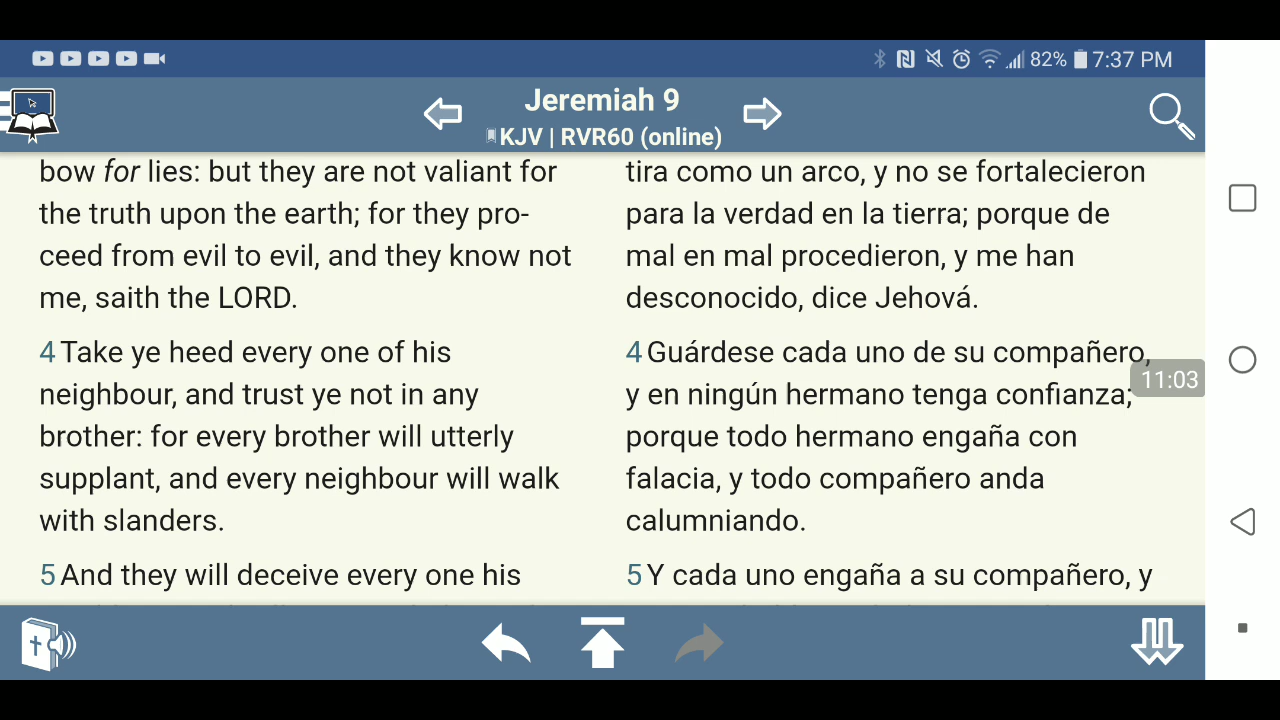 82% 7:37 PM
Jeremiah 9
KJV | RVR60 (online)
bow for lies: but they are not valiant for
the truth upon the earth; for they pro-
ceed from evil to evil, and they know not
me, saith the LORD.
4 Take ye heed every one of his
neighbour, and trust ye not in any
brother: for every brother will utterly
supplant, and every neighbour will walk
with slanders.
5 And they will deceive every one his
tira como un arco, y no se fortalecieron
para la verdad en la tierra; porque de
mal en mal procedieron, y me han
desconocido, dice Jehová.
4 Guárdese cada uno de su compañero,
y en ningún hermano tenga confianza;
porque todo hermano engaña con
falacia, y todo compañero anda
calumniando.
5 Y cada uno engaña a su compañero, y
11:03